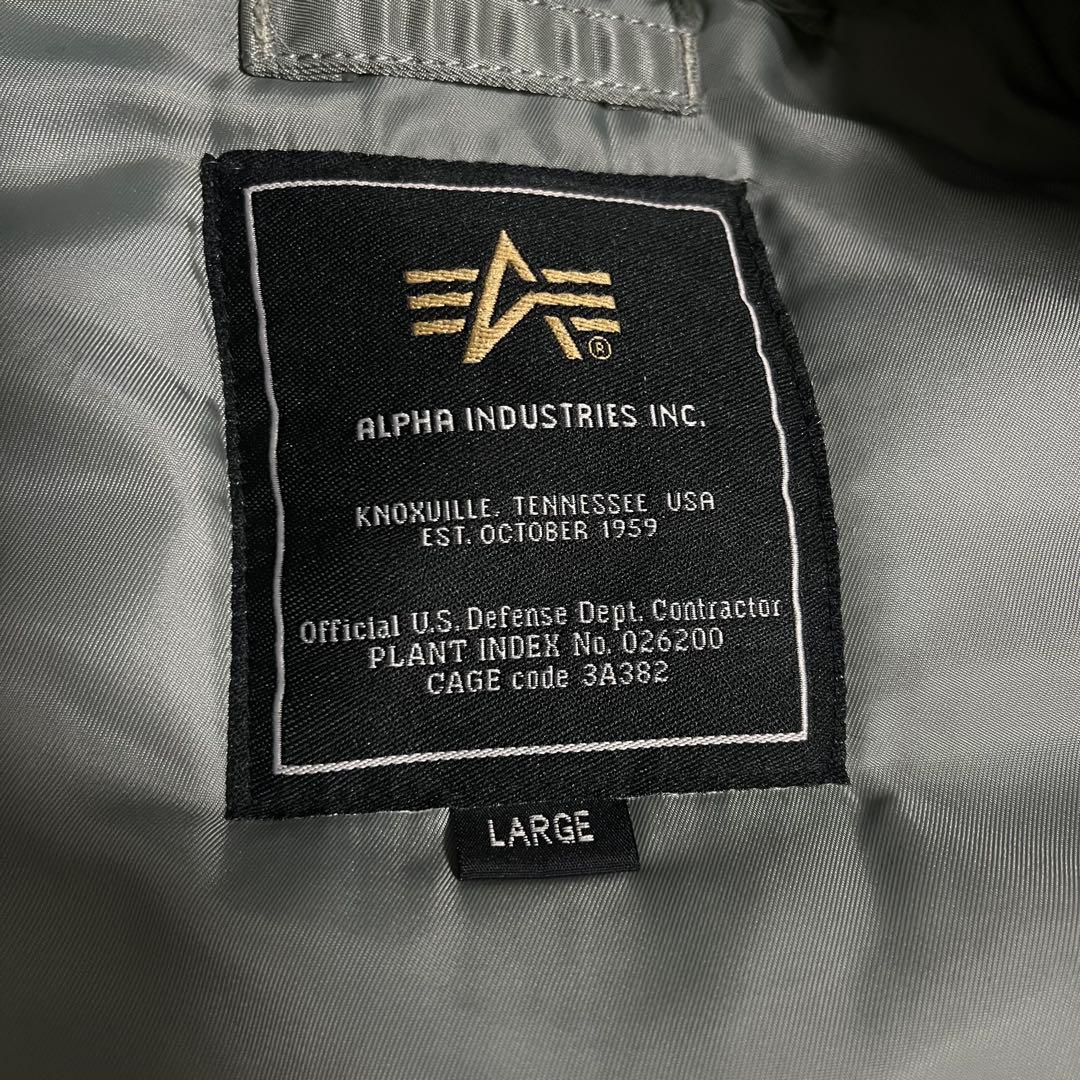 ®
ALPHA INDUSTRIES INC.
KNOXVILLE, TENNESSEE USA
EST. OCTOBER 1959
Official U.S. Defense Dept. Contractor
PLANT INDEX No. 026200
CAGE code 3A382
LARGE